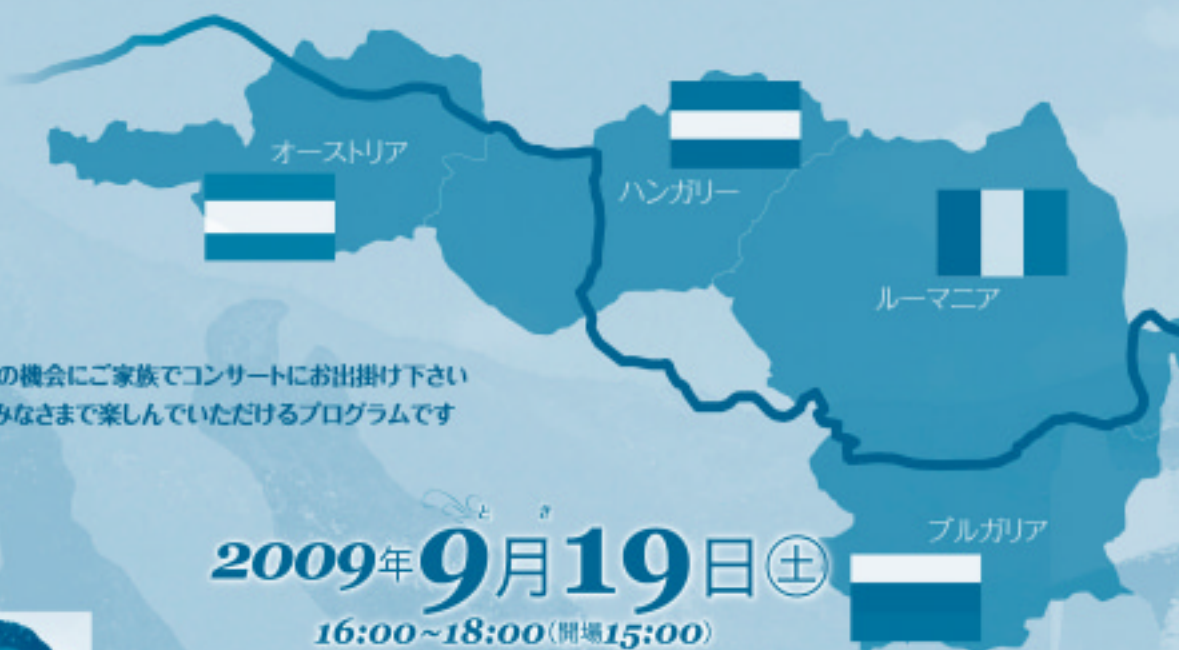 オーストリア
ハンガリー
ルーマニア
の機会にご家族でコンサートにお出掛け下さい
みなさまで楽しんでいただけるプログラムです
ブルガリア
とき
2009年9月19日㊏
16:00~18:00(開場15:00)